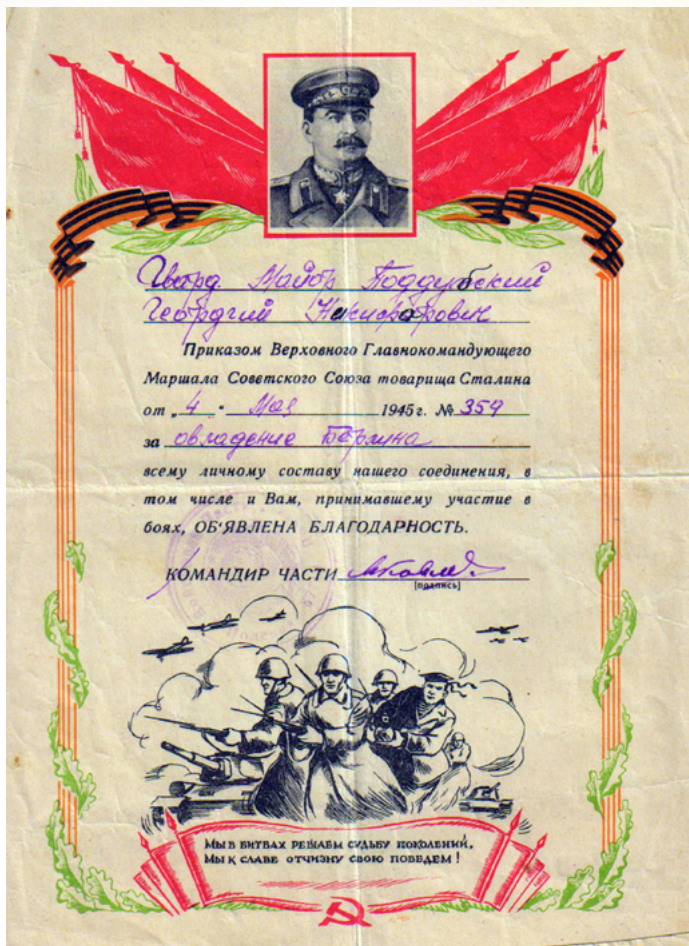 Гвард. Майор Поддубский
Георгий Никифорович
Приказом Верховного Главнокомандующего
Маршала Советского Союза товарища Сталина
от „4" Мая 1945 г. № 359
за овладение Берлина
всему личному составу нашего соединения, в
том числе и Вам, принимавшему участие в
боях, ОБ'ЯВЛЕНА БЛАГОДАРНОСТЬ.
КОМАНДИР ЧАСТИ
[подпись]
МЫ В БИТВАХ РЕШАЕМ СУДЬБУ ПОКОЛЕНИЙ,
МЫ К СЛАВЕ ОТЧИЗНУ СВОЮ ПОВЕДЕМ!